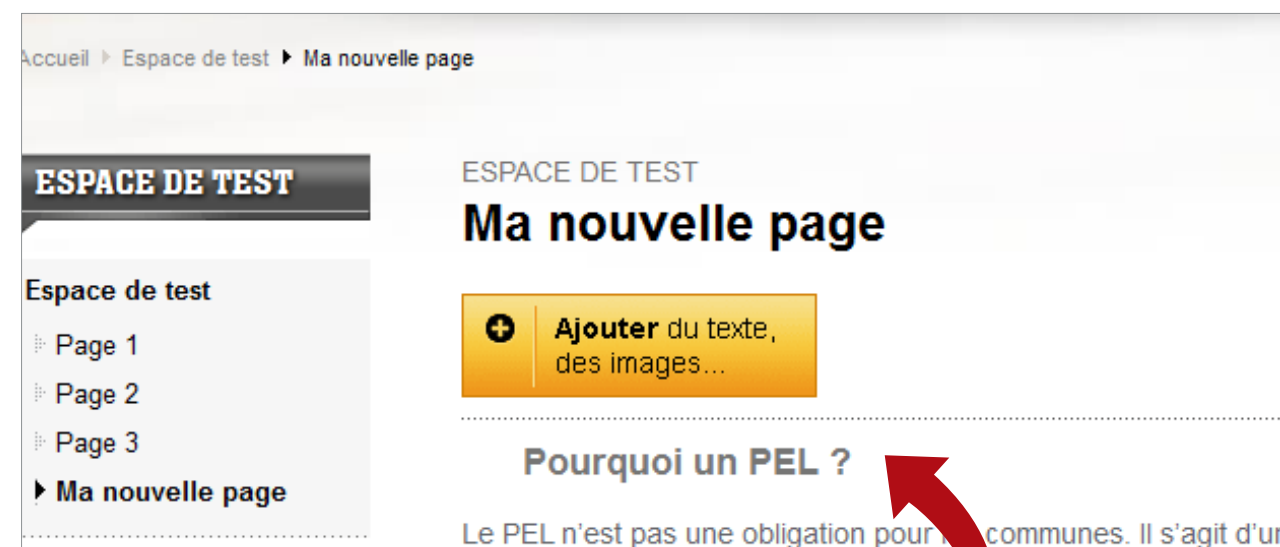 Accueil Espace de test Ma nouvelle page
ESPACE DE TEST
Espace de test
Page 1
Page 2
Page 3
Ma nouvelle page
ESPACE DE TEST
Ma nouvelle page
Ajouter du texte,
des images...
Pourquoi un PEL ?
Le PEL n'est pas une obligation pour communes. Il s'agit